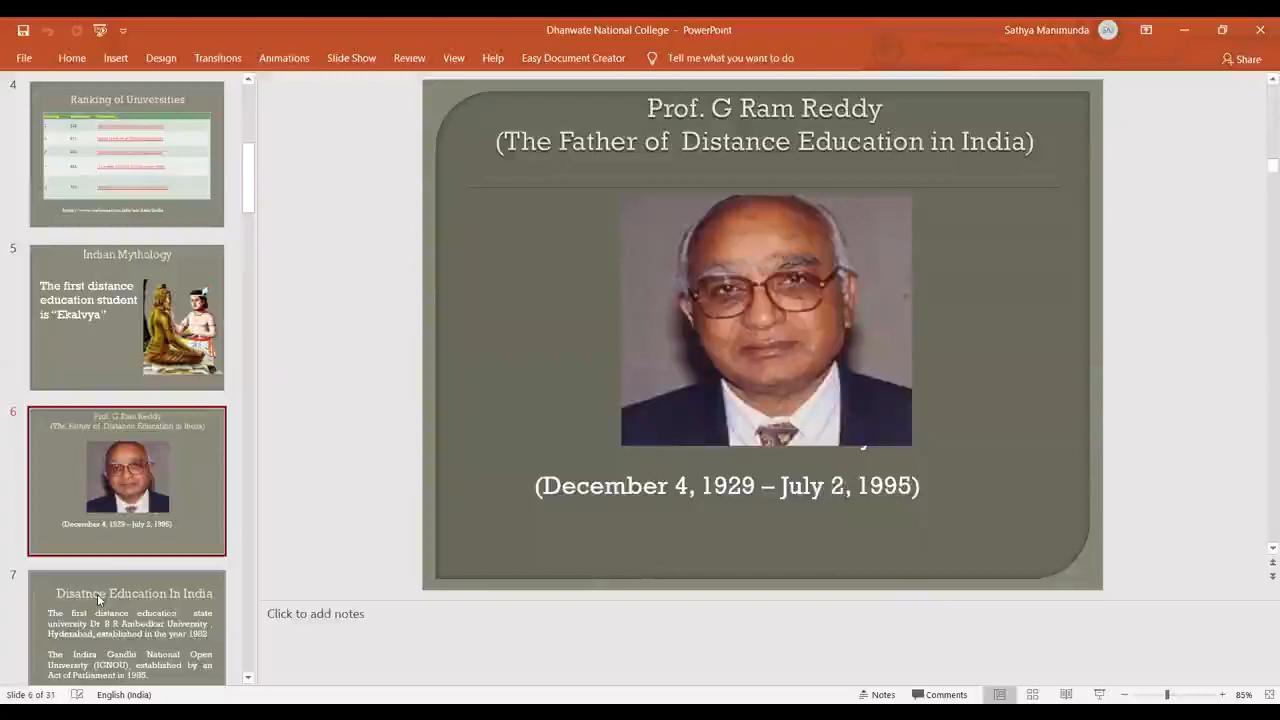 Dhanwate National College - PowerPoint
Sathya Manimunda
File Home Insert Design Transitions Animations Slide Show Review View Help Easy Document Creator Tell me what you want to do Share
4
Ranking of Universities
5
Indian Mythology
The first distance
education student
is "Ekalvya"
6
Prof. G Ram Reddy
(The Father of Distance Education in India)
(December 4, 1929 – July 2, 1995)
7
Disatnce Education In India
The first distance education state
university Dr B R Ambedkar University ,
Hyderabad, established in the year 1982
The Indira Gandhi National Open
University (IGNOU), established by an
Act of Parliament in 1985.
Prof. G Ram Reddy
(The Father of Distance Education in India)
(December 4, 1929 – July 2, 1995)
Click to add notes
Slide 6 of 31 English (India) Notes Comments 85%